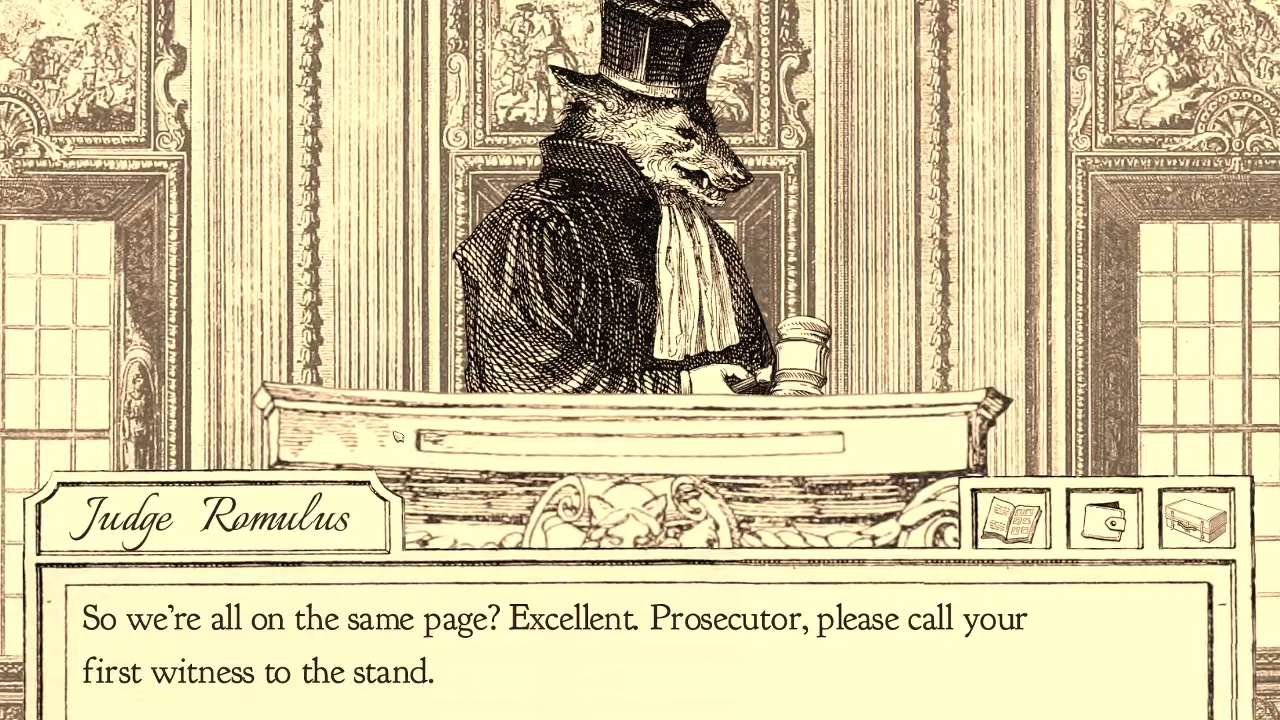 Judge Romulus
So we're all on the same page? Excellent. Prosecutor, please call your
first witness to the stand.